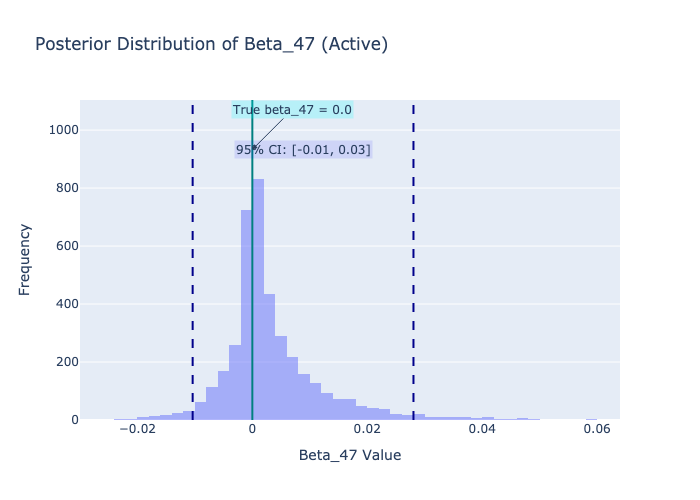 Posterior Distribution of Beta_47 (Active)
True beta_47 = 0.0
95% CI: [-0.01, 0.03]
1000
800
600
400
200
0
Frequency
−0.02
0
0.02
0.04
0.06
Beta_47 Value